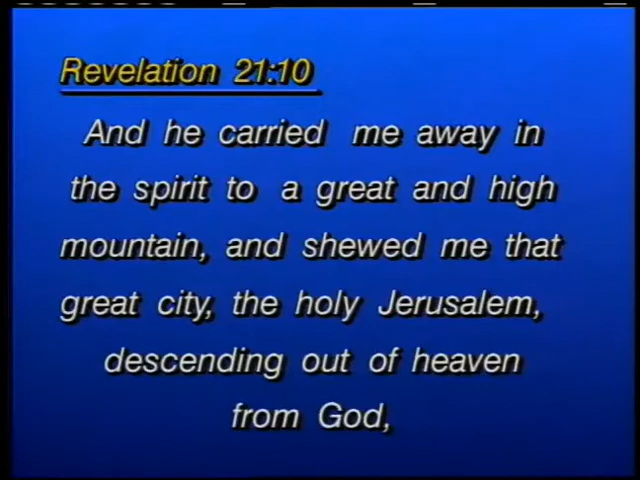 Revelation 21:10
And he carried me away in
the spirit to a great and high
mountain, and shewed me that
great city, the holy Jerusalem,
descending out of heaven
from God,